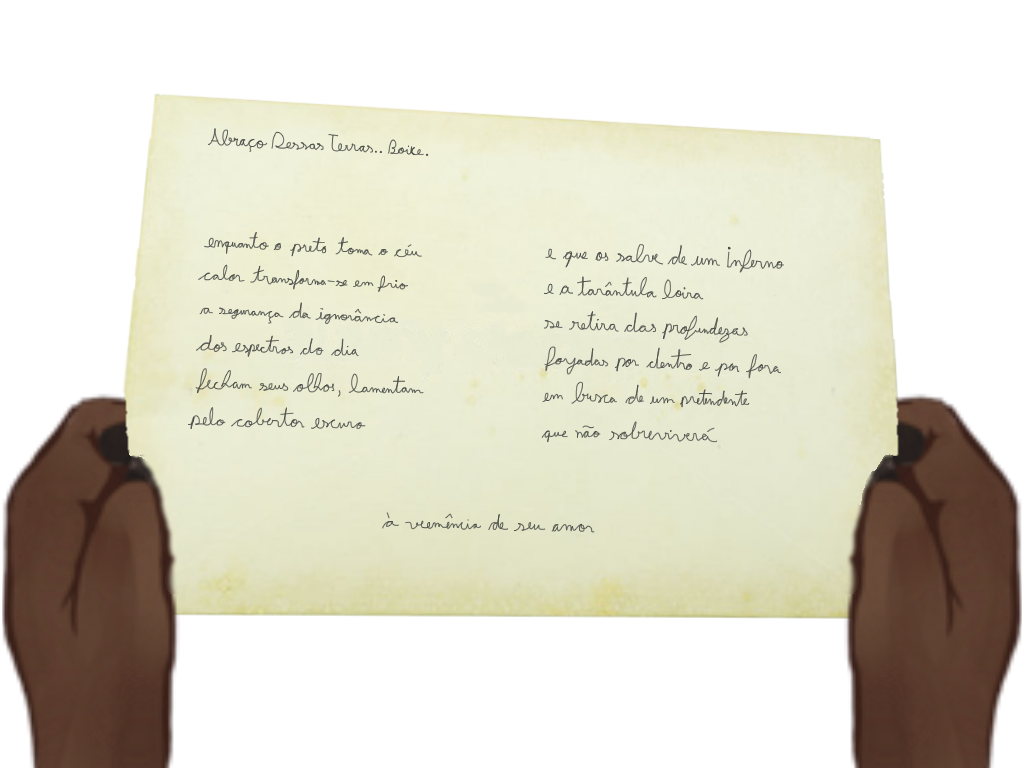 Abraço Dessas Terras.. Boixe.
enquanto o preto toma o céu
calor transforma-se em frio
a segurança da ignorância
dos espectros do dia
fecham seus olhos, lamentam
pelo cobertor escuro
e que os salve de um Inferno
e a tarântula loira
se retira das profundezas
forjadas por dentro e por fora
em busca de um pretendente
que não sobreviverá
à veemência de seu amor